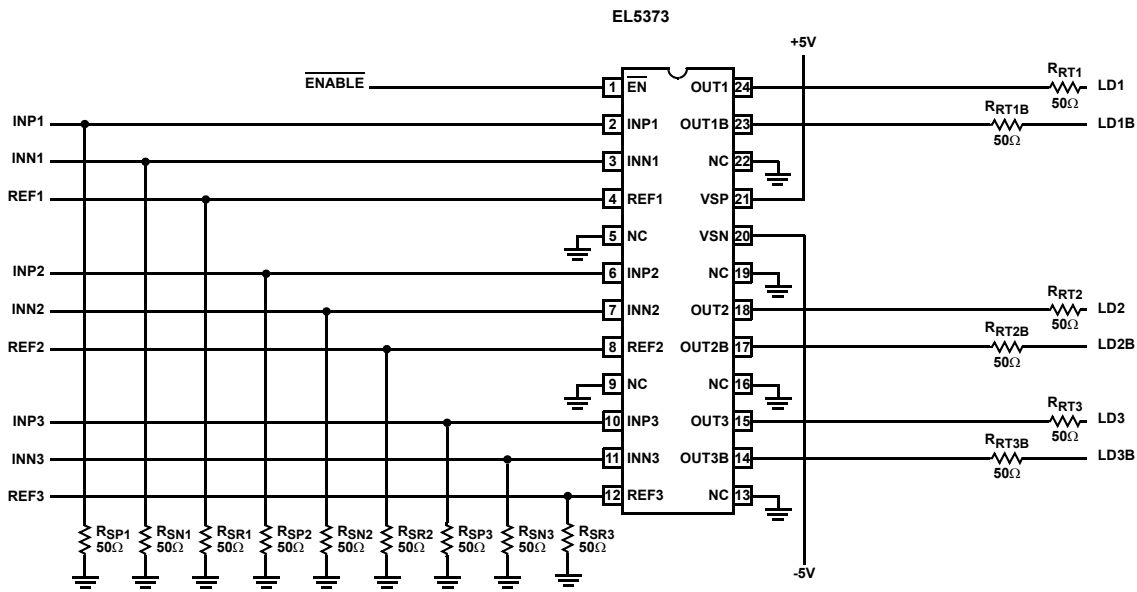 EL5373
+5V
ENABLE
1 EN OUT1 24
RRT1
50Ω
LD1
INP1
2 INP1 OUT1B 23
RRT1B
50Ω
LD1B
INN1
3 INN1 NC 22
REF1
4 REF1 VSP 21
5 NC VSN 20
INP2
6 INP2 NC 19
INN2
7 INN2 OUT2 18
RRT2
50Ω
LD2
REF2
8 REF2 OUT2B 17
RRT2B
50Ω
LD2B
9 NC NC 16
INP3
10 INP3 OUT3 15
RRT3
50Ω
LD3
INN3
11 INN3 OUT3B 14
RRT3B
50Ω
LD3B
REF3
12 REF3 NC 13
RSP1 RSN1 RSR1 RSP2 RSN2 RSR2 RSP3 RSN3 RSR3
50Ω 50Ω 50Ω 50Ω 50Ω 50Ω 50Ω 50Ω 50Ω
-5V